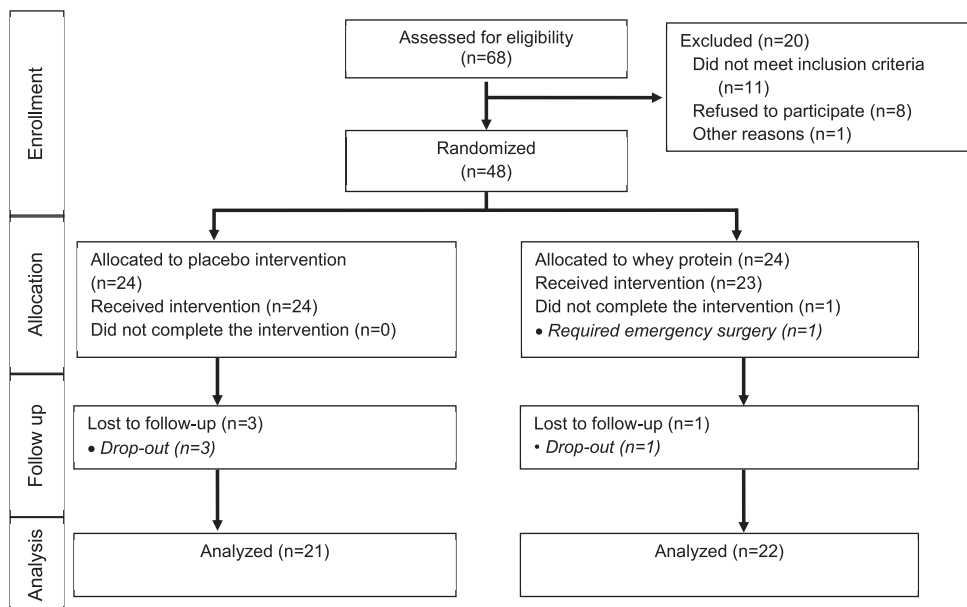 Enrollment
Assessed for eligibility
(n=68)
Excluded (n=20)
Did not meet inclusion criteria
(n=11)
Refused to participate (n=8)
Other reasons (n=1)
Randomized
(n=48)
Allocation
Allocated to placebo intervention
(n=24)
Received intervention (n=24)
Did not complete the intervention (n=0)
Allocated to whey protein (n=24)
Received intervention (n=23)
Did not complete the intervention (n=1)
• Required emergency surgery (n=1)
Follow up
Lost to follow-up (n=3)
• Drop-out (n=3)
Lost to follow-up (n=1)
• Drop-out (n=1)
Analysis
Analyzed (n=21)
Analyzed (n=22)